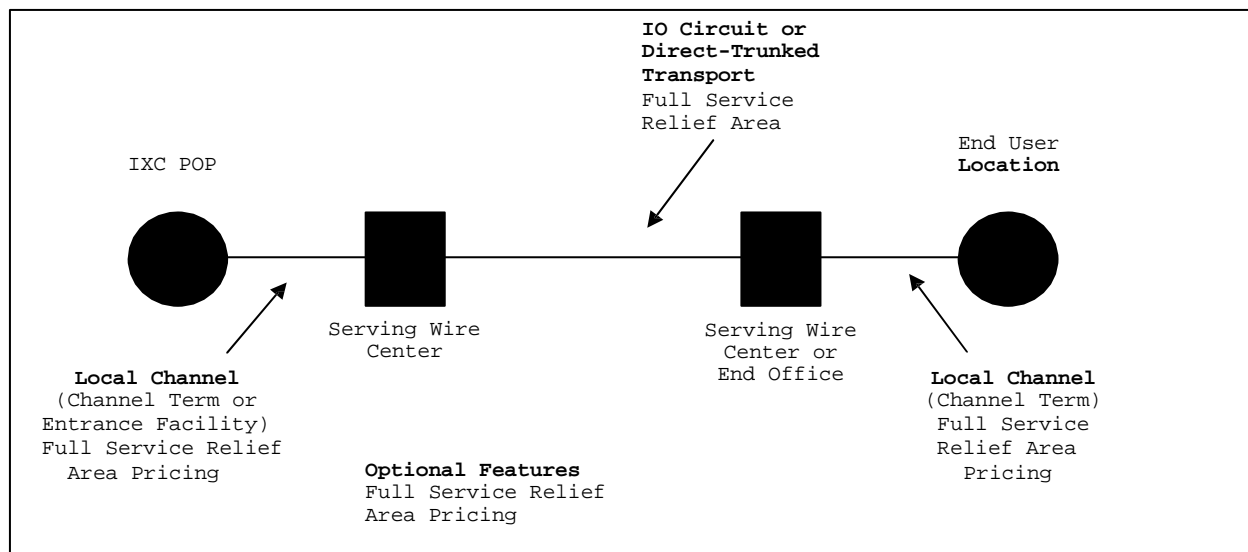 IO Circuit or
Direct-Trunked
Transport
Full Service
Relief Area
IXC POP
End User
Location
Serving Wire
Center
Serving Wire
Center or
End Office
Local Channel
(Channel Term or
Entrance Facility)
Full Service Relief
Area Pricing
Local Channel
(Channel Term)
Full Service
Relief Area
Pricing
Optional Features
Full Service Relief
Area Pricing